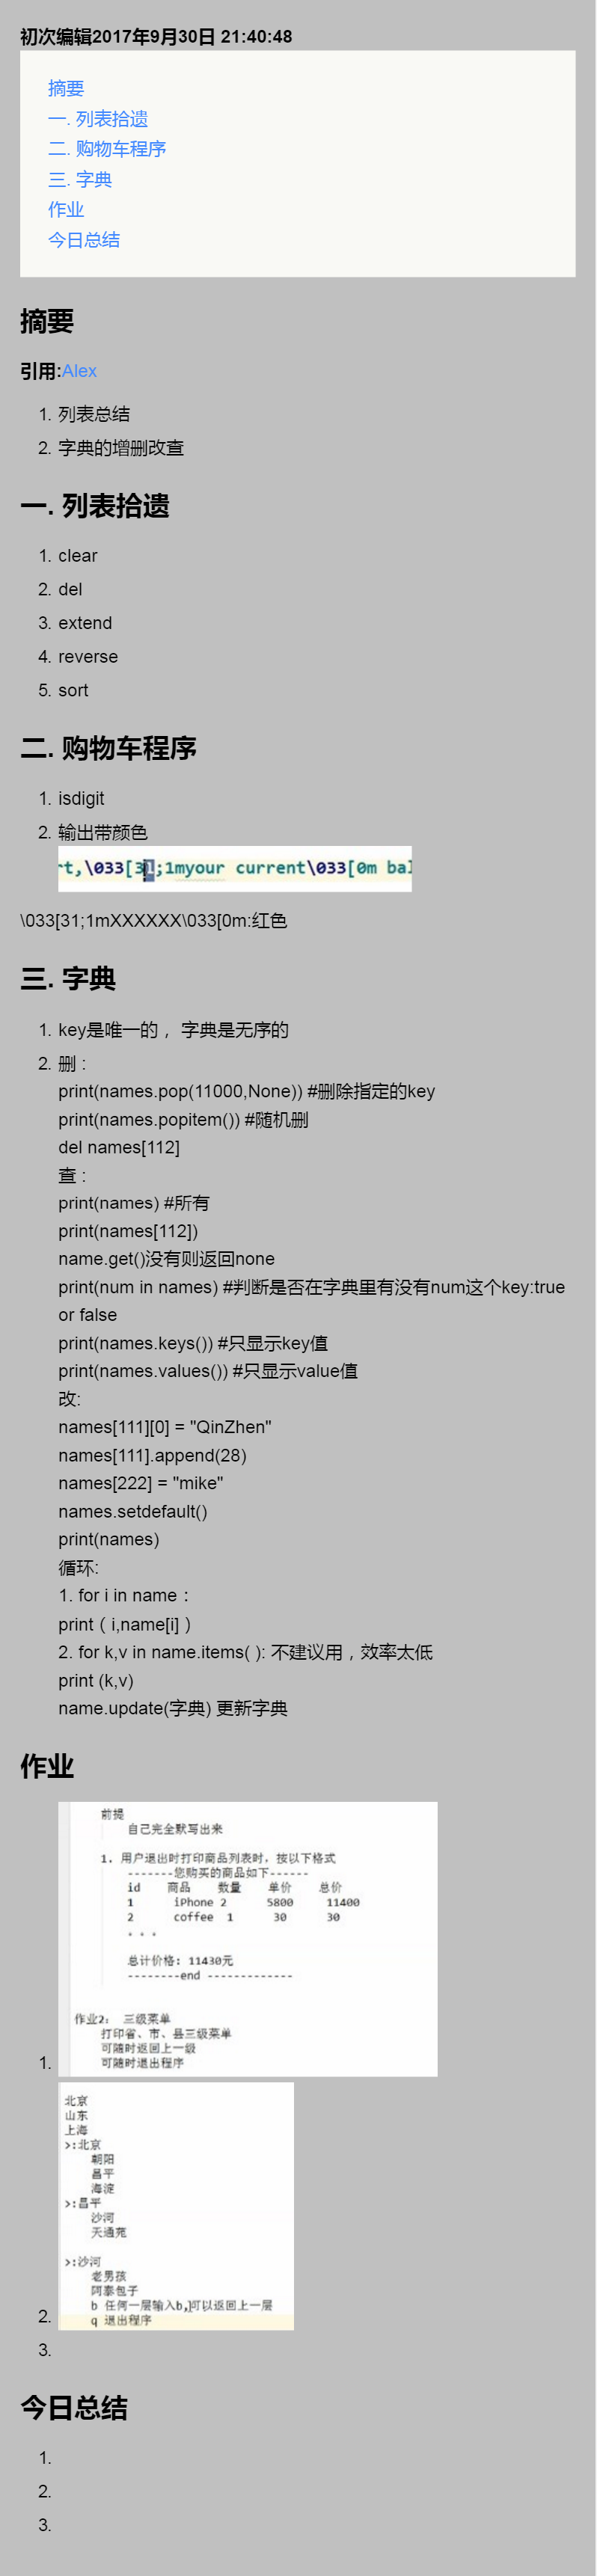 初次编辑2017年9月30日 21:40:48
摘要
一. 列表拾遗
二. 购物车程序
三. 字典
作业
今日总结
摘要
引用:Alex
1. 列表总结
2. 字典的增删改查
一. 列表拾遗
1. clear
2. del
3. extend
4. reverse
5. sort
二. 购物车程序
1. isdigit
2. 输出带颜色
rt,\033[31;1myour current\033[0m bal
\033[31;1mXXXXXX\033[0m:红色
三. 字典
1. key是唯一的， 字典是无序的
2. 删：
print(names.pop(11000,None)) #删除指定的key
print(names.popitem()) #随机删
del names[112]
查：
print(names) #所有
print(names[112])
name.get()没有则返回none
print(num in names) #判断是否在字典里有没有num这个key:true
or false
print(names.keys()) #只显示key值
print(names.values()) #只显示value值
改:
names[111][0] = "QinZhen"
names[111].append(28)
names[222] = "mike"
names.setdefault()
print(names)
循环:
1. for i in name：
print（i,name[i]）
2. for k,v in name.items( ): 不建议用，效率太低
print (k,v)
name.update(字典) 更新字典
作业
前提
自己完全默写出来
1. 用户退出时打印商品列表时，按以下格式
-------您购买的商品如下------
id 商品 数量 单价 总价
1 iPhone 2 5800 11400
2 coffee 1 30 30
。。。
总计价格: 11430元
--------end -------------
作业2： 三级菜单
打印省、市、县三级菜单
可随时返回上一级
可随时退出程序
1.
北京
山东
上海
>:北京
朝阳
昌平
海淀
>:昌平
沙河
天通苑
>:沙河
老男孩
阿泰包子
b 任何一层输入b,可以返回上一层
q 退出程序
2.
3.
今日总结
1.
2.
3.